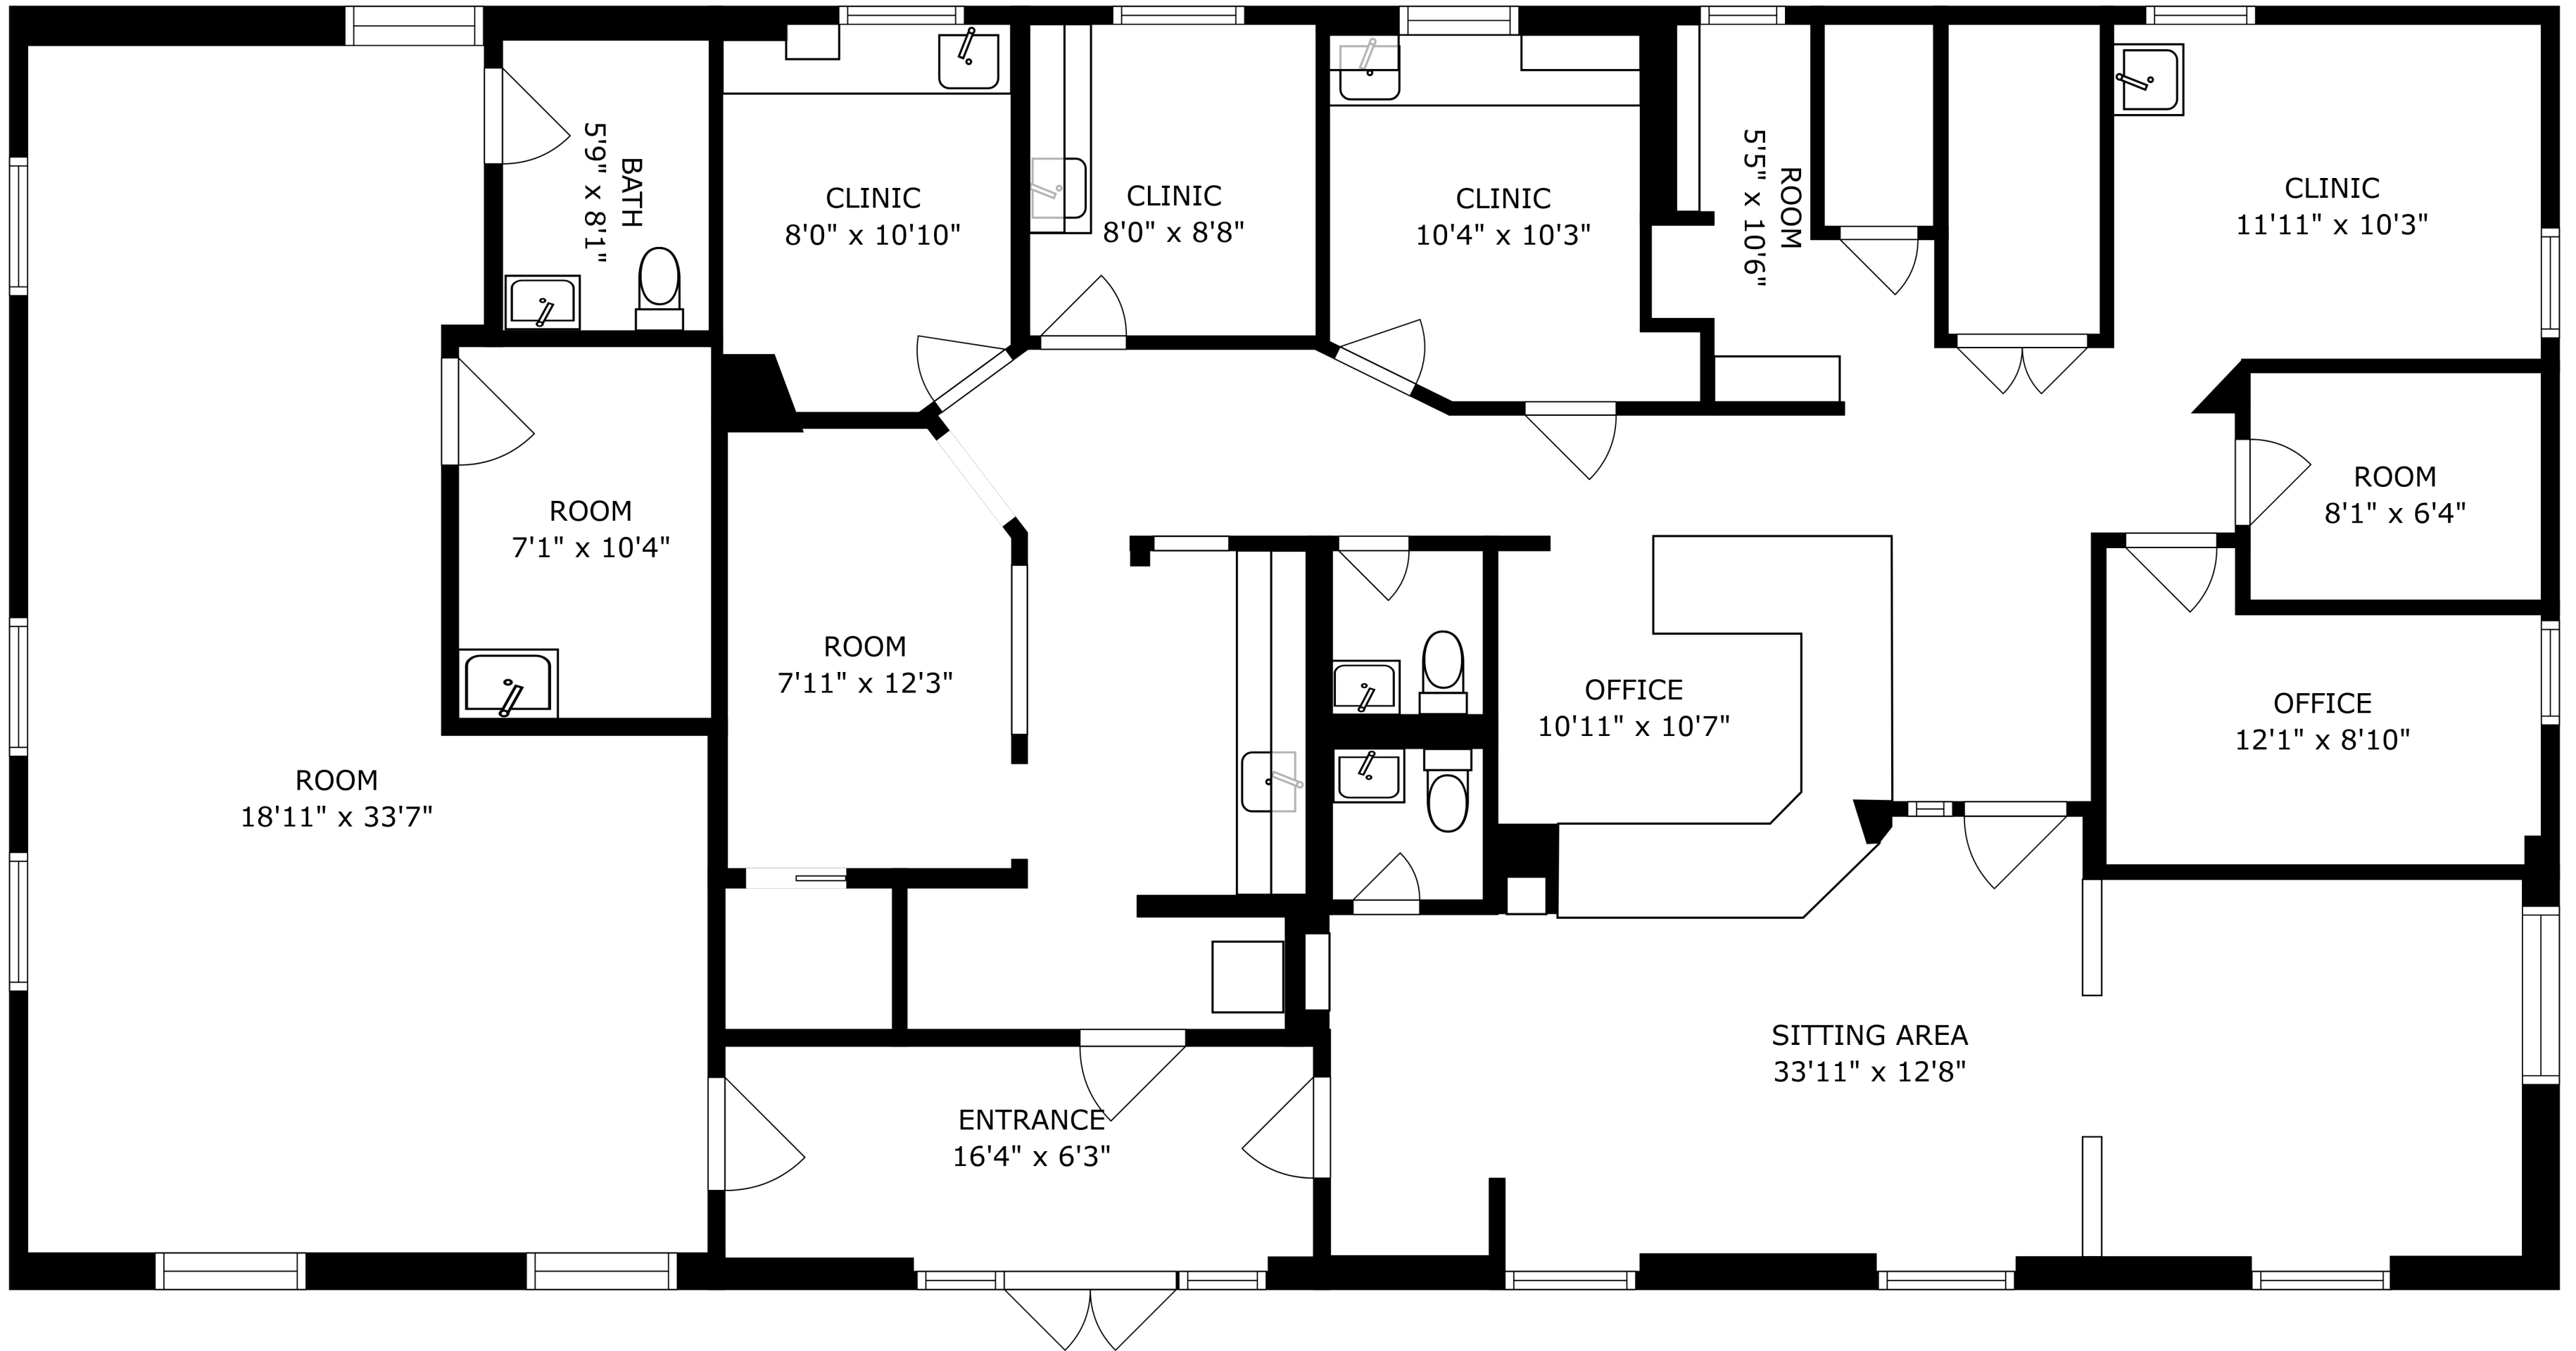 BATH
5'9" x 8'1"
CLINIC
8'0" x 10'10"
CLINIC
8'0" x 8'8"
CLINIC
10'4" x 10'3"
ROOM
5'5" x 10'6"
CLINIC
11'11" x 10'3"
ROOM
7'1" x 10'4"
ROOM
8'1" x 6'4"
ROOM
7'11" x 12'3"
OFFICE
10'11" x 10'7"
OFFICE
12'1" x 8'10"
ROOM
18'11" x 33'7"
SITTING AREA
33'11" x 12'8"
ENTRANCE
16'4" x 6'3"